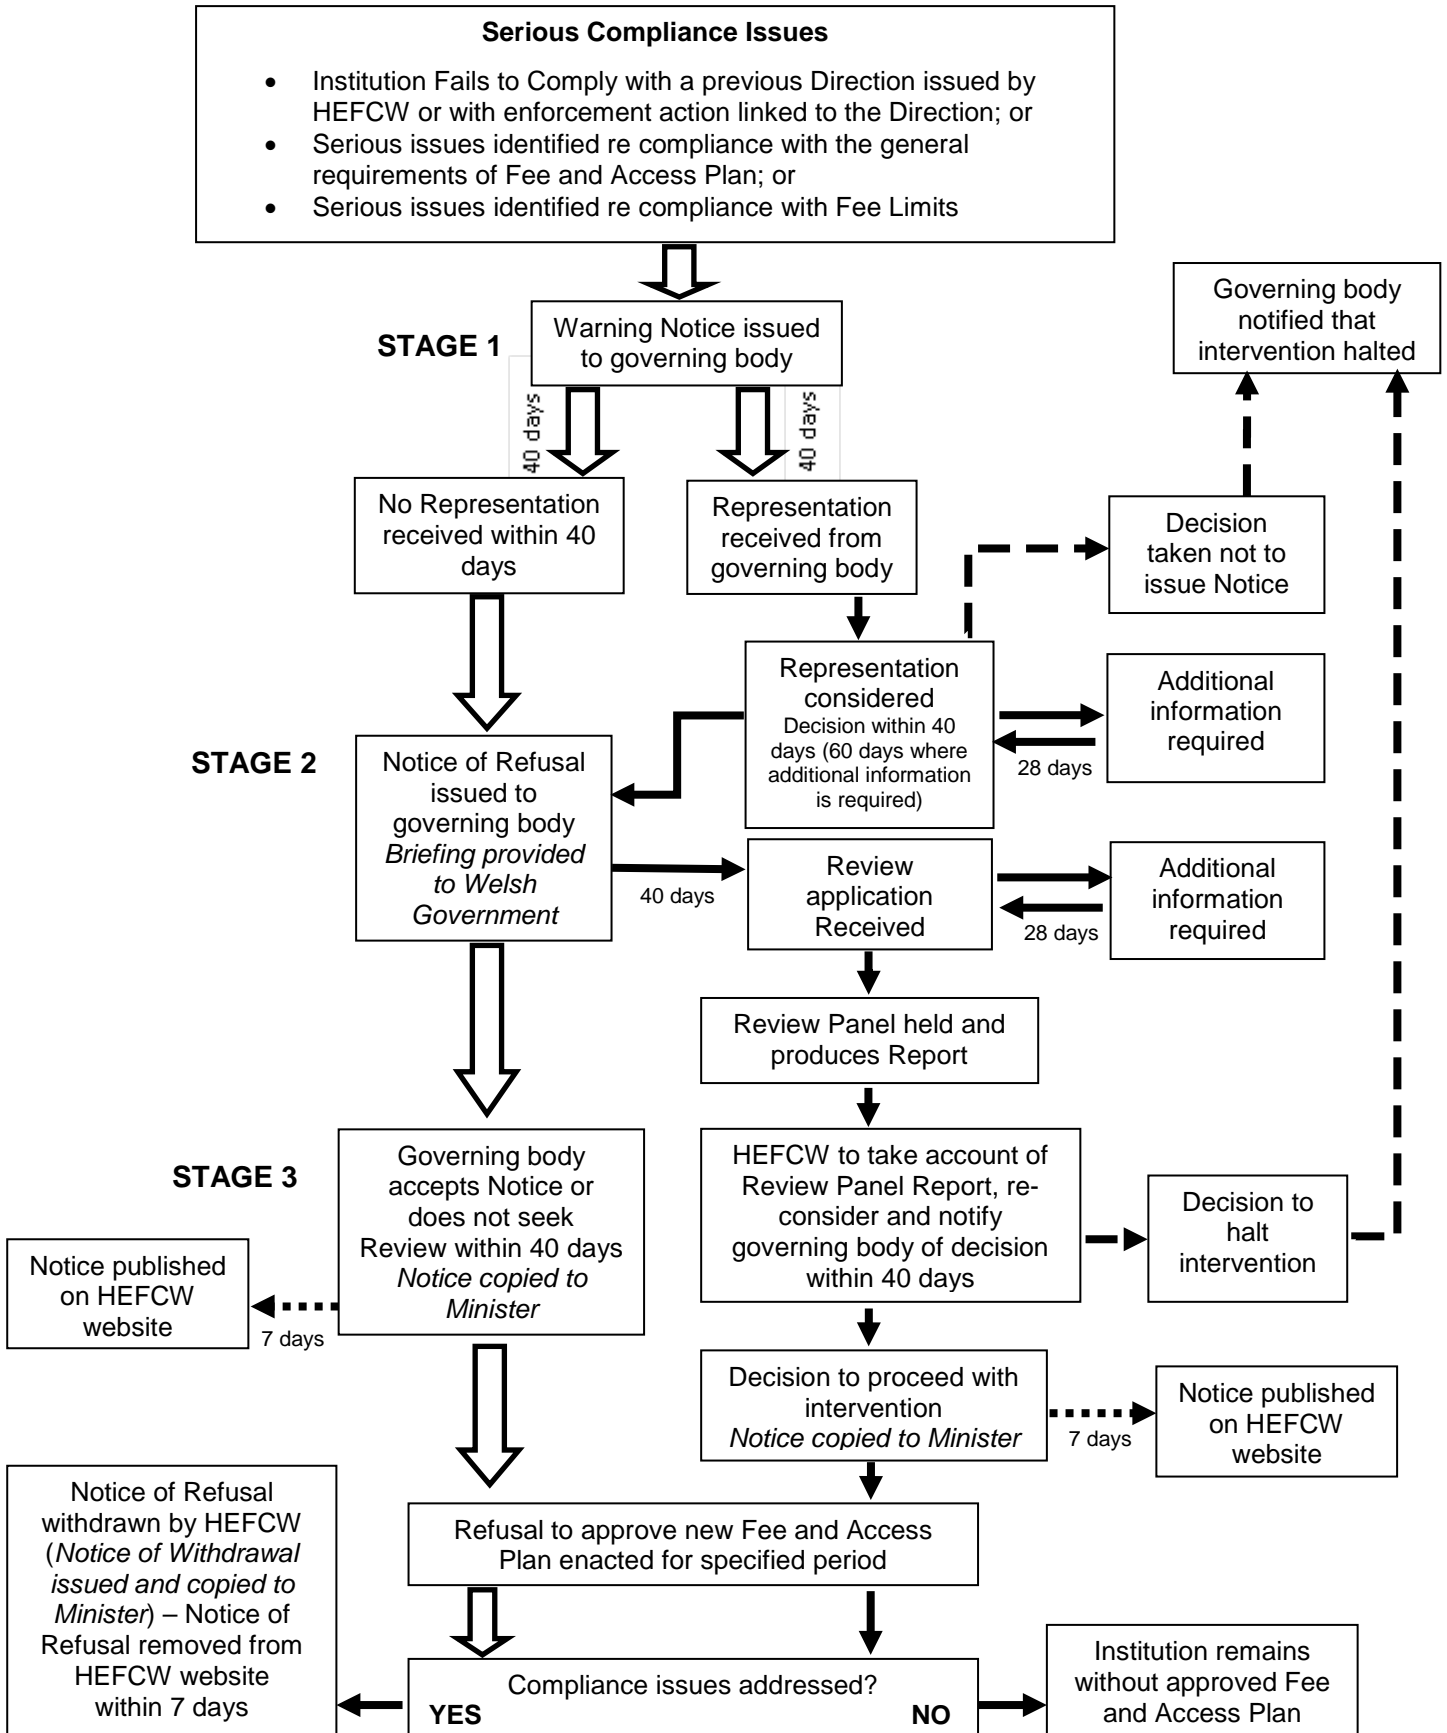 Serious Compliance Issues
• Institution Fails to Comply with a previous Direction issued by
HEFCW or with enforcement action linked to the Direction; or
• Serious issues identified re compliance with the general
requirements of Fee and Access Plan; or
• Serious issues identified re compliance with Fee Limits
STAGE 1
Warning Notice issued
to governing body
Governing body
notified that
intervention halted
40 days
40 days
No Representation
received within 40
days
Representation
received from
governing body
Decision
taken not to
issue Notice
Representation
considered
Decision within 40
days (60 days where
additional information
is required)
Additional
information
required
28 days
STAGE 2
Notice of Refusal
issued to
governing body
Briefing provided
to Welsh
Government
40 days
Review
application
Received
Additional
information
required
28 days
Review Panel held and
produces Report
STAGE 3
Governing body
accepts Notice or
does not seek
Review within 40 days
Notice copied to
Minister
HEFCW to take account of
Review Panel Report, re-
consider and notify
governing body of decision
within 40 days
Decision to
halt
intervention
Notice published
on HEFCW
website
7 days
Decision to proceed with
intervention
Notice copied to Minister
7 days
Notice published
on HEFCW
website
Notice of Refusal
withdrawn by HEFCW
(Notice of Withdrawal
issued and copied to
Minister) – Notice of
Refusal removed from
HEFCW website
within 7 days
Refusal to approve new Fee and Access
Plan enacted for specified period
Compliance issues addressed?
YES
NO
Institution remains
without approved Fee
and Access Plan